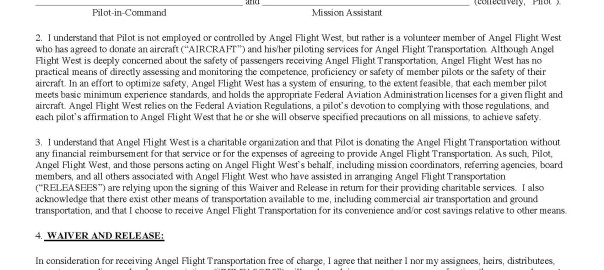 and (collectively, "Pilot").
Pilot-in-Command Mission Assistant
2. I understand that Pilot is not employed or controlled by Angel Flight West, but rather is a volunteer member of Angel Flight West
who has agreed to donate an aircraft (“AIRCRAFT”) and his/her piloting services for Angel Flight Transportation. Although Angel
Flight West is deeply concerned about the safety of passengers receiving Angel Flight Transportation, Angel Flight West has no
practical means of directly assessing and monitoring the competence, proficiency or safety of member pilots or the safety of their
aircraft. In an effort to optimize safety, Angel Flight West has a system of ensuring, to the extent feasible, that each member pilot
meets basic minimum experience standards, and holds the appropriate Federal Aviation Administration licenses for a given flight and
aircraft. Angel Flight West relies on the Federal Aviation Regulations, a pilot’s devotion to complying with those regulations, and
each pilot’s affirmation to Angel Flight West that he or she will observe specified precautions on all missions, to achieve safety.
3. I understand that Angel Flight West is a charitable organization and that Pilot is donating the Angel Flight Transportation without
any financial reimbursement for that service or for the expenses of agreeing to provide Angel Flight Transportation. As such, Pilot,
Angel Flight West, and those persons acting on Angel Flight West’s behalf, including mission coordinators, referring agencies, board
members, and all others associated with Angel Flight West who have assisted in arranging Angel Flight Transportation
(“RELEASEES”) are relying upon the signing of this Waiver and Release in return for their providing charitable services. I also
acknowledge that there exist other means of transportation available to me, including commercial air transportation and ground
transportation, and that I choose to receive Angel Flight Transportation for its convenience and/or cost savings relative to other means.
4. WAIVER AND RELEASE:
In consideration for receiving Angel Flight Transportation free of charge, I agree that neither I nor my assignees, heirs, distributees,